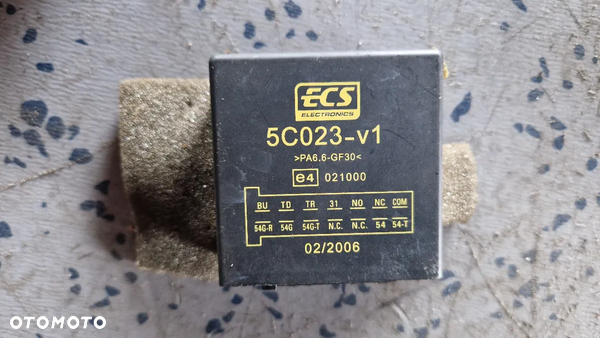 ECS
ELECTRONICS
5C023-v1
>PA6.6-GF30<
e4 021000
BU TD TR 31 NO NC COM
54G-R 54G 54G-T N.C. N.C. 54 54-T
02/2006
OTOMOTO